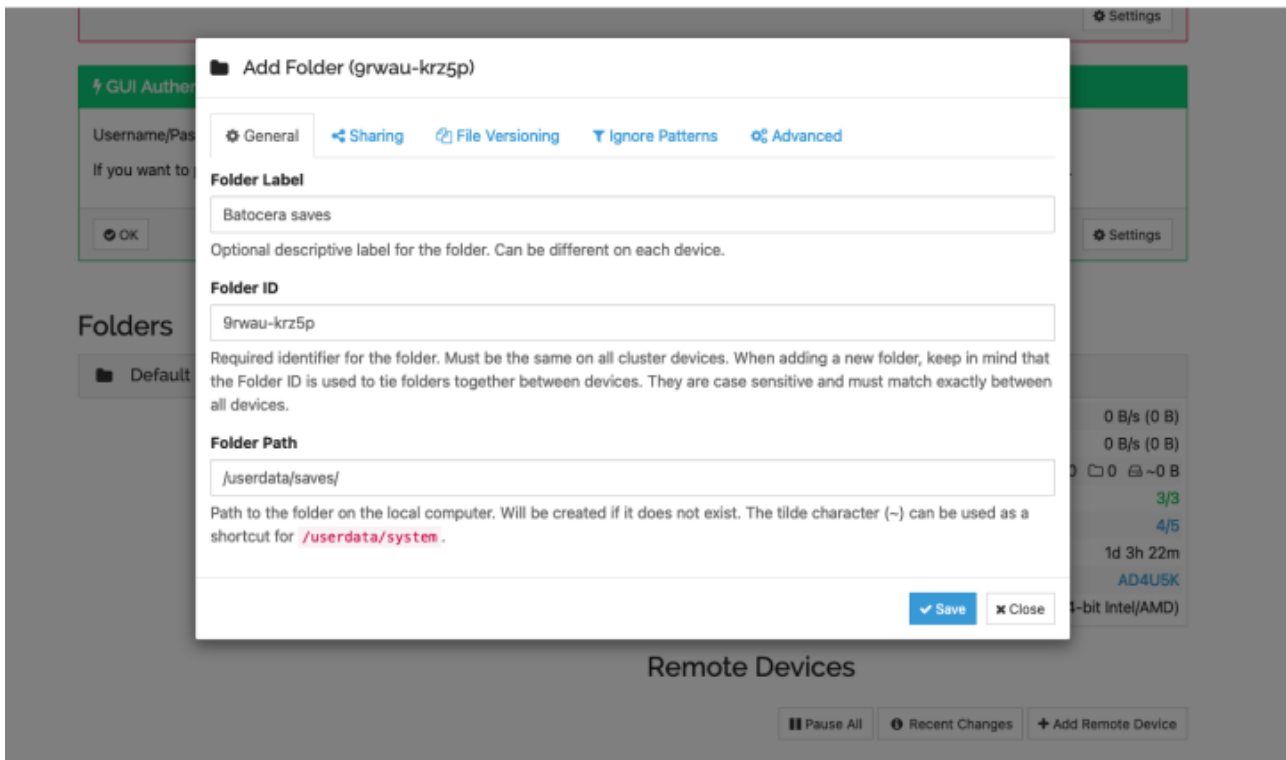 Settings
Add Folder (9rwau-krz5p)
GUI Authen
General Sharing File Versioning Ignore Patterns Advanced
Username/Pas
If you want to
Folder Label
Batocera saves
OK
Settings
Optional descriptive label for the folder. Can be different on each device.
Folder ID
9rwau-krz5p
Folders
Required identifier for the folder. Must be the same on all cluster devices. When adding a new folder, keep in mind that
the Folder ID is used to tie folders together between devices. They are case sensitive and must match exactly between
all devices.
Default
0 B/s (0 B)
Folder Path
0 B/s (0 B)
/userdata/saves/
0 ~0 B
3/3
Path to the folder on the local computer. Will be created if it does not exist. The tilde character (~) can be used as a
shortcut for /userdata/system.
4/5
1d 3h 22m
AD4U5K
Save Close
-bit Intel/AMD)
Remote Devices
Pause All Recent Changes Add Remote Device